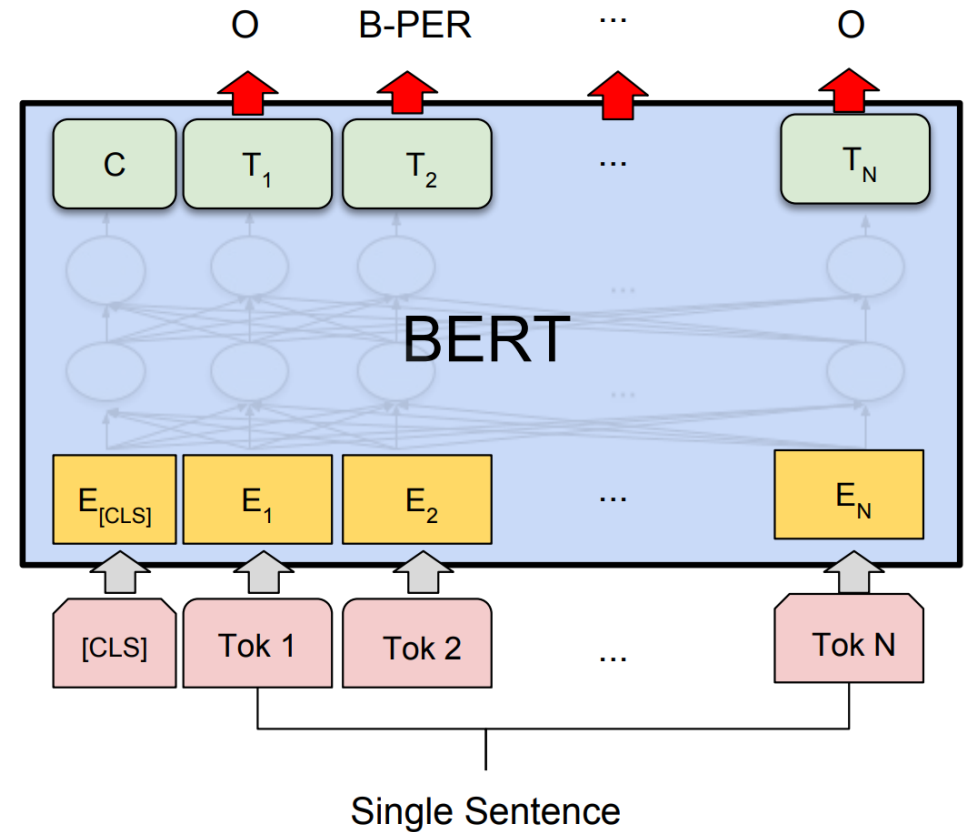 O B-PER ... O
C T1 T2 ... TN
...
BERT
...
E[CLS] E1 E2 ... EN
[CLS] Tok 1 Tok 2 ... Tok N
Single Sentence